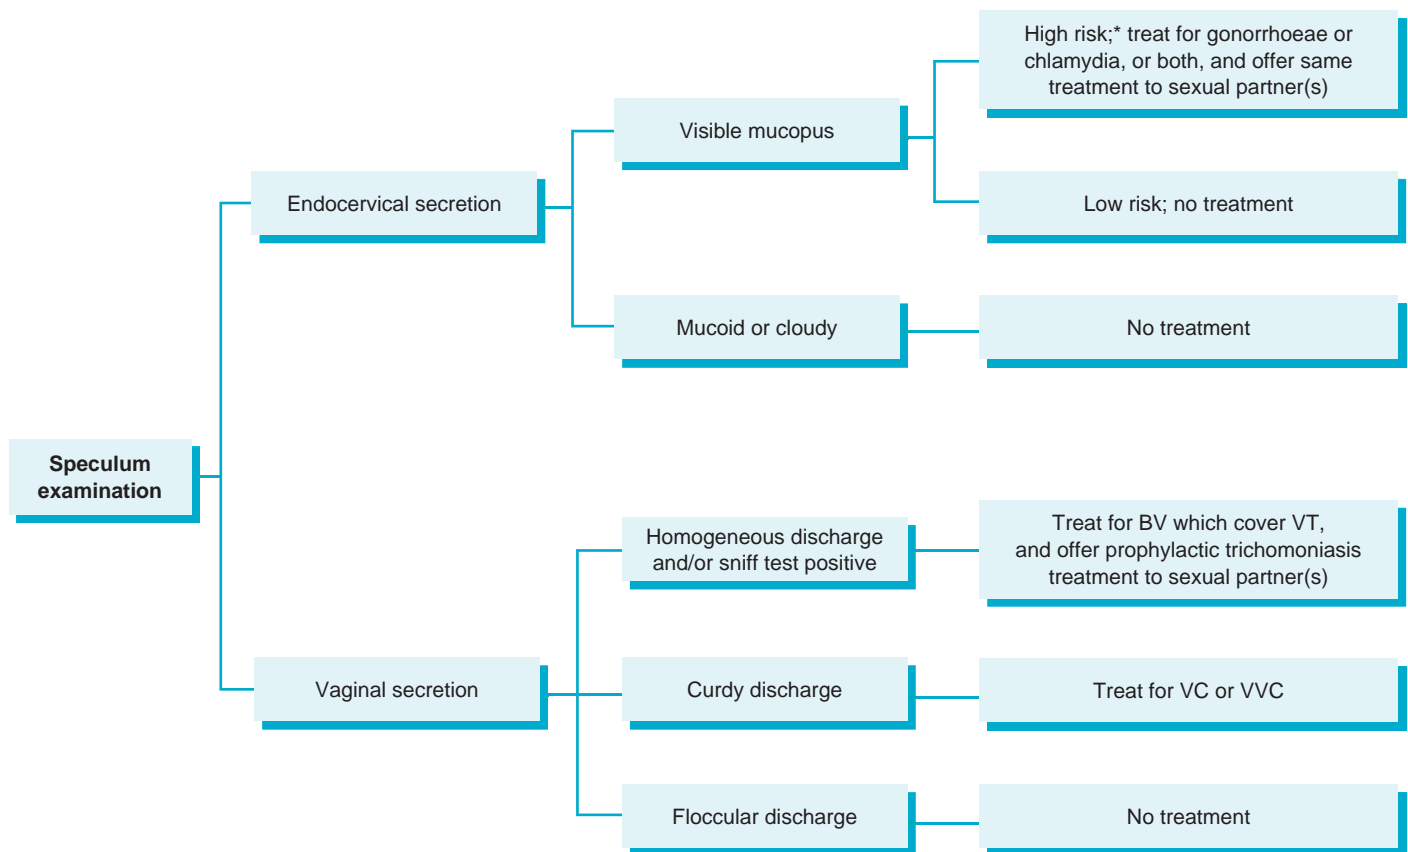 Speculum
examination
Endocervical secretion
Visible mucopus
High risk;* treat for gonorrhoeae or
chlamydia, or both, and offer same
treatment to sexual partner(s)
Low risk; no treatment
Mucoid or cloudy
No treatment
Vaginal secretion
Homogeneous discharge
and/or sniff test positive
Treat for BV which cover VT,
and offer prophylactic trichomoniasis
treatment to sexual partner(s)
Curdy discharge
Treat for VC or VVC
Floccular discharge
No treatment